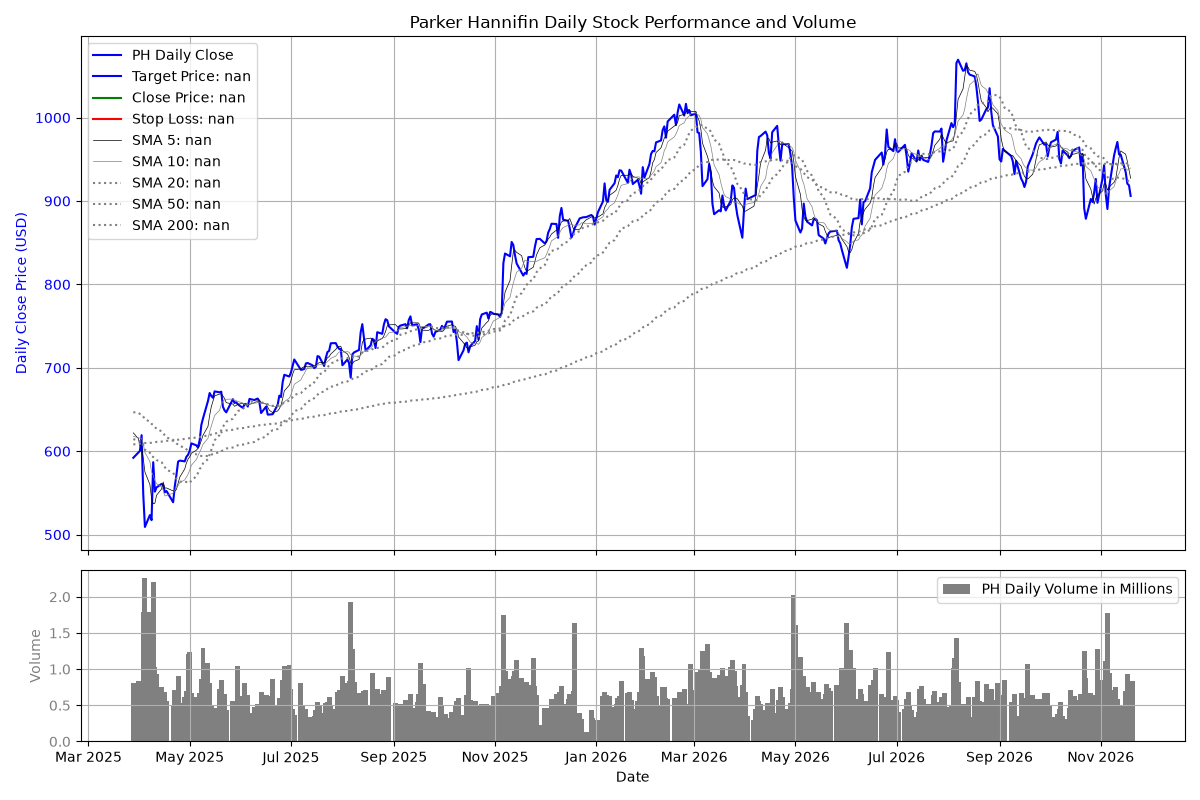 Parker Hannifin Daily Stock Performance and Volume
PH Daily Close
Target Price: nan
Close Price: nan
Stop Loss: nan
SMA 5: nan
SMA 10: nan
SMA 20: nan
SMA 50: nan
SMA 200: nan
Daily Close Price (USD)
1000
900
800
700
600
500
PH Daily Volume in Millions
Volume
2.0
1.5
1.0
0.5
0.0
Mar 2025 May 2025 Jul 2025 Sep 2025 Nov 2025 Jan 2026 Mar 2026 May 2026 Jul 2026 Sep 2026 Nov 2026
Date